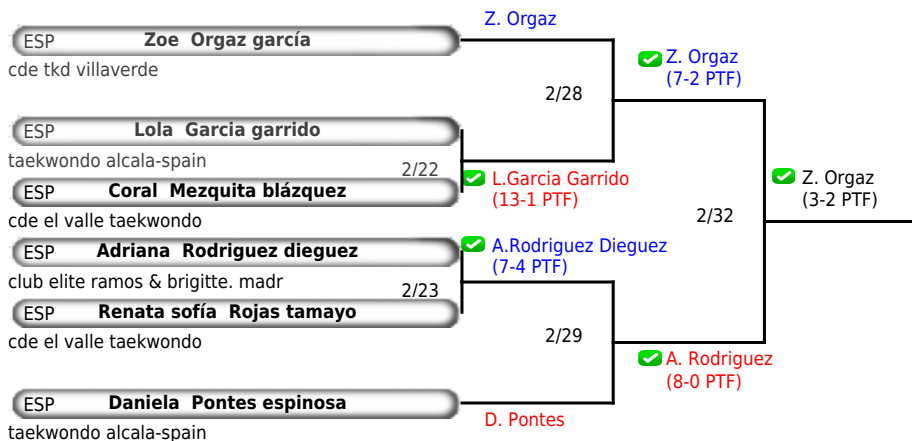 Z. Orgaz
ESP Zoe Orgaz garcía
cde tkd villaverde
Z. Orgaz
(7-2 PTF)
2/28
ESP Lola Garcia garrido
taekwondo alcala-spain
2/22
L.Garcia Garrido
(13-1 PTF)
ESP Coral Mezquita blázquez
cde el valle taekwondo
Z. Orgaz
(3-2 PTF)
2/32
ESP Adriana Rodriguez dieguez
club elite ramos & brigitte. madr
A.Rodriguez Dieguez
(7-4 PTF)
2/23
ESP Renata sofía Rojas tamayo
cde el valle taekwondo
2/29
A. Rodriguez
(8-0 PTF)
ESP Daniela Pontes espinosa
D. Pontes
taekwondo alcala-spain